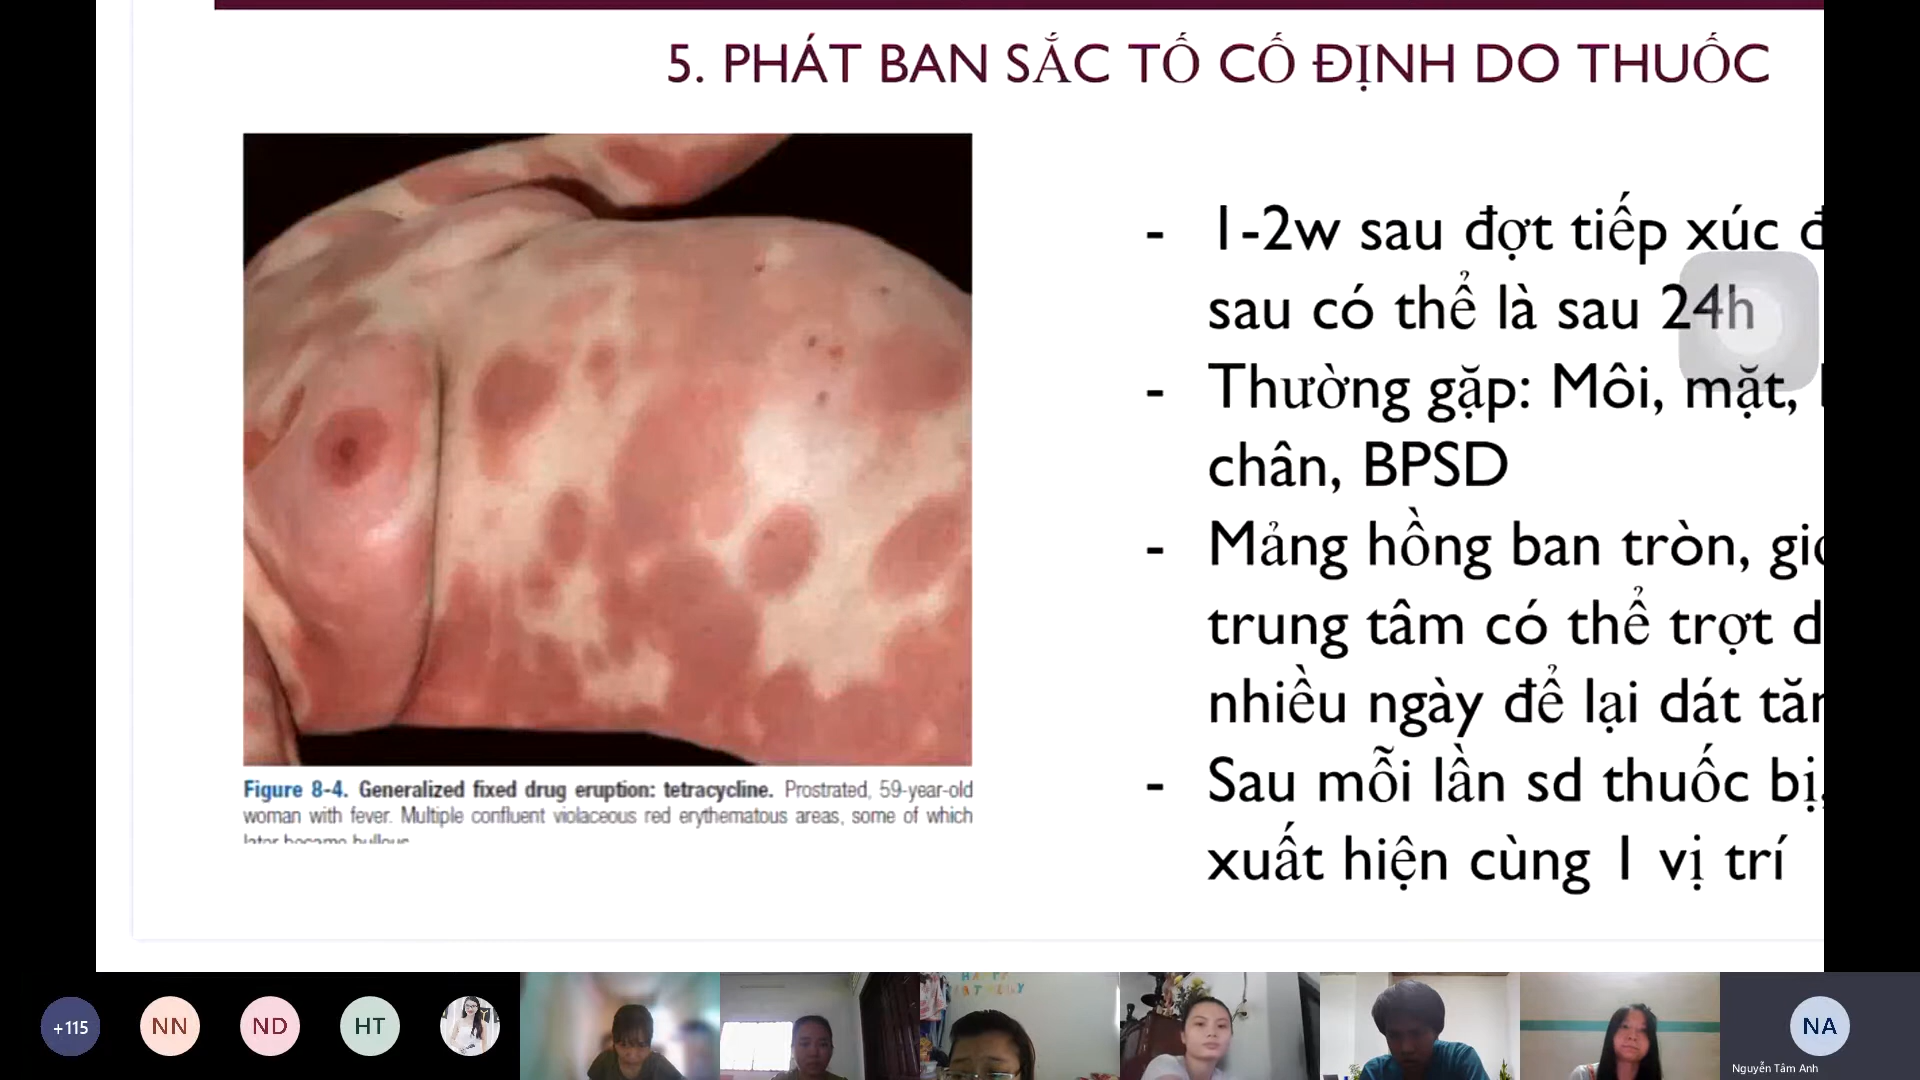 5. PHÁT BAN SẮC TỐ CỐ ĐỊNH DO THUỐC
- 1-2w sau đợt tiếp xúc
sau có thể là sau 24h
- Thường gặp: Môi, mặt,
chân, BPSD
- Mảng hồng ban tròn,
trung tâm có thể trợt
nhiều ngày để lại dát
- Sau mỗi lần sd thuốc bị,
xuất hiện cùng 1 vị trí
Figure 8-4. Generalized fixed drug eruption: tetracycline. Prostrated, 59-year-old
woman with fever. Multiple confluent violaceous red erythematous areas, some of which
later became bullous
+115
NN
ND
HT
NA
Nguyễn Tâm Anh